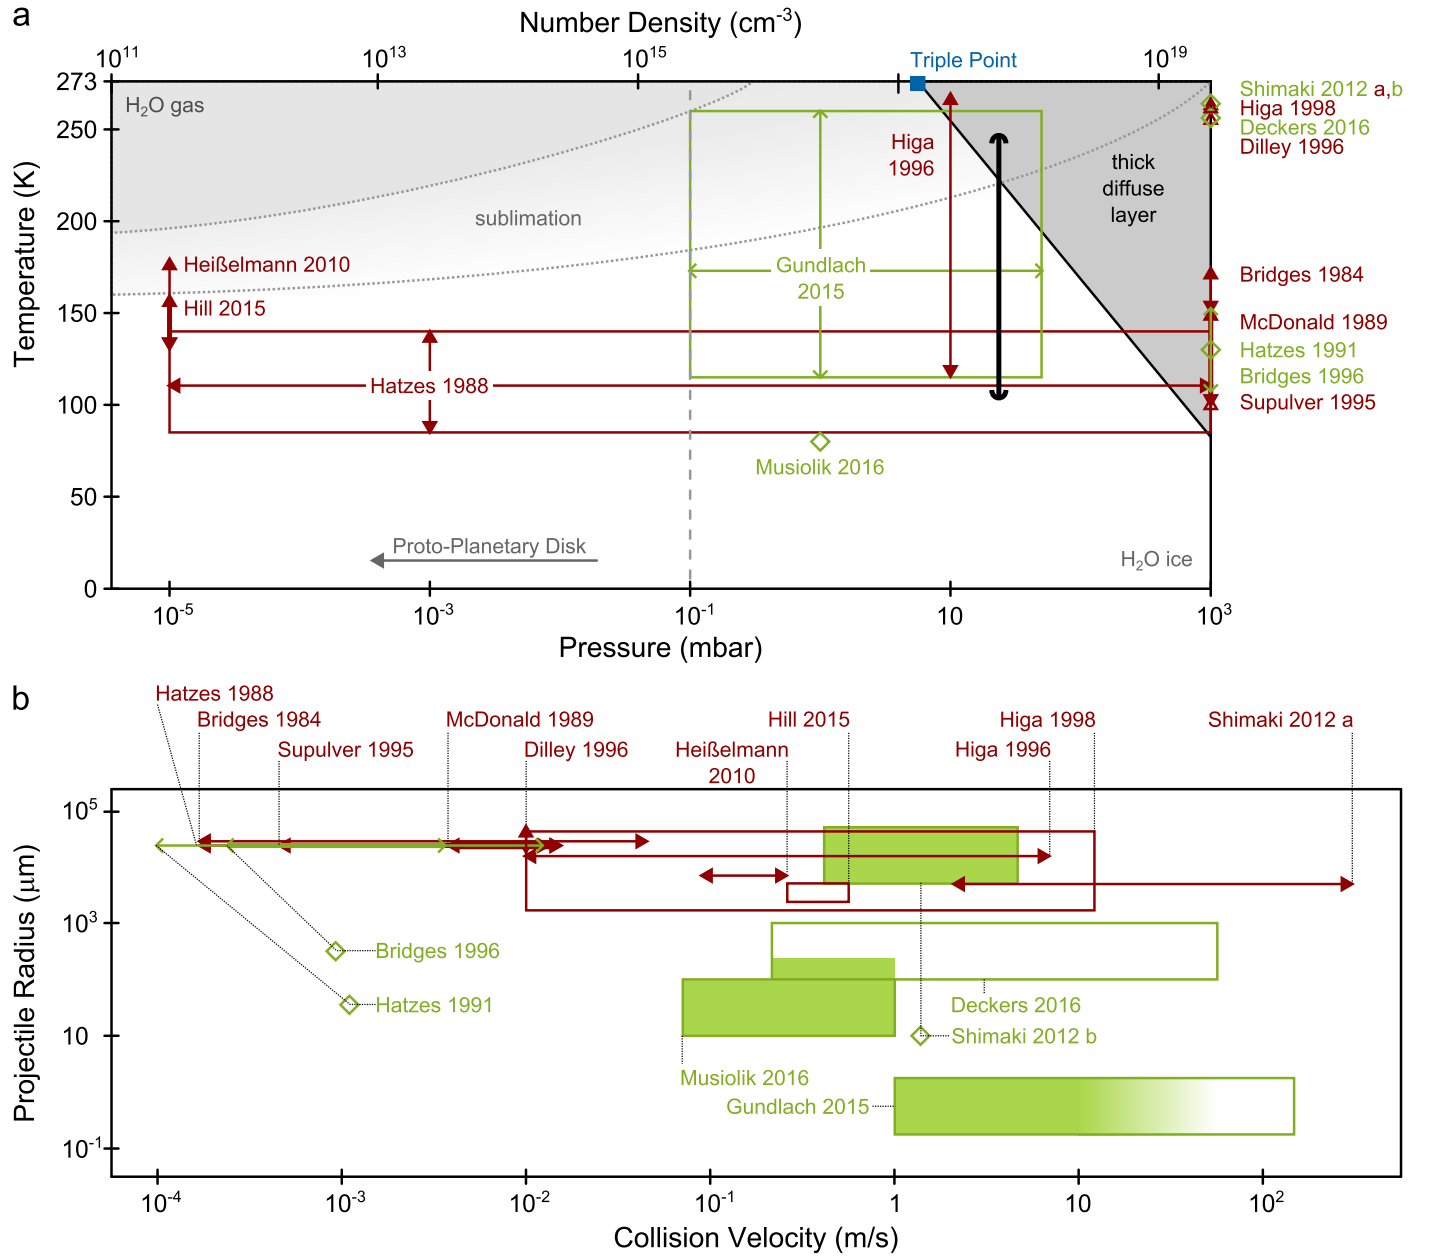 a
Number Density (cm⁻³)
10¹¹ 10¹³ 10¹⁵ 10¹⁹
Triple Point
273
250
200
150
100
50
0
Temperature (K)
H₂O gas
sublimation
Higa
1996
thick
diffuse
layer
Heißelmann 2010
Hill 2015
Gundlach
2015
Hatzes 1988
Musiolik 2016
Proto-Planetary Disk
H₂O ice
Shimaki 2012 a,b
Higa 1998
Deckers 2016
Dilley 1996
Bridges 1984
McDonald 1989
Hatzes 1991
Bridges 1996
Supulver 1995
10⁻⁵ 10⁻³ 10⁻¹ 10 10³
Pressure (mbar)
b
Hatzes 1988
Bridges 1984 McDonald 1989 Hill 2015 Higa 1998 Shimaki 2012 a
Supulver 1995 Dilley 1996 Heißelmann Higa 1996
2010
10⁵
10³
10
10⁻¹
Projectile Radius (μm)
Bridges 1996
Hatzes 1991
Deckers 2016
Shimaki 2012 b
Musiolik 2016
Gundlach 2015
10⁻⁴ 10⁻³ 10⁻² 10⁻¹ 1 10 10²
Collision Velocity (m/s)